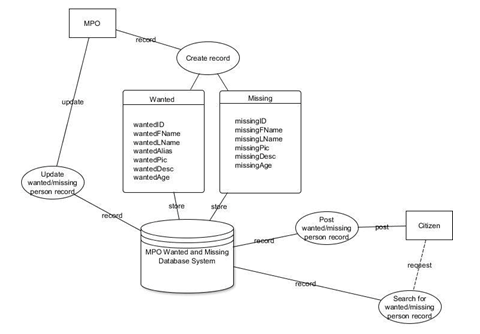 MPO
record
Create record
update
Wanted
wantedID
wantedFName
wantedLName
wantedAlias
wantedPic
wantedDesc
wantedAge
Missing
missingID
missingFName
missingLName
missingPic
missingDesc
missingAge
Update
wanted/missing
person record
record
store
store
MPO Wanted and Missing
Database System
record
Post
wanted/missing
person record
post
Citizen
request
record
Search for
wanted/missing
person record